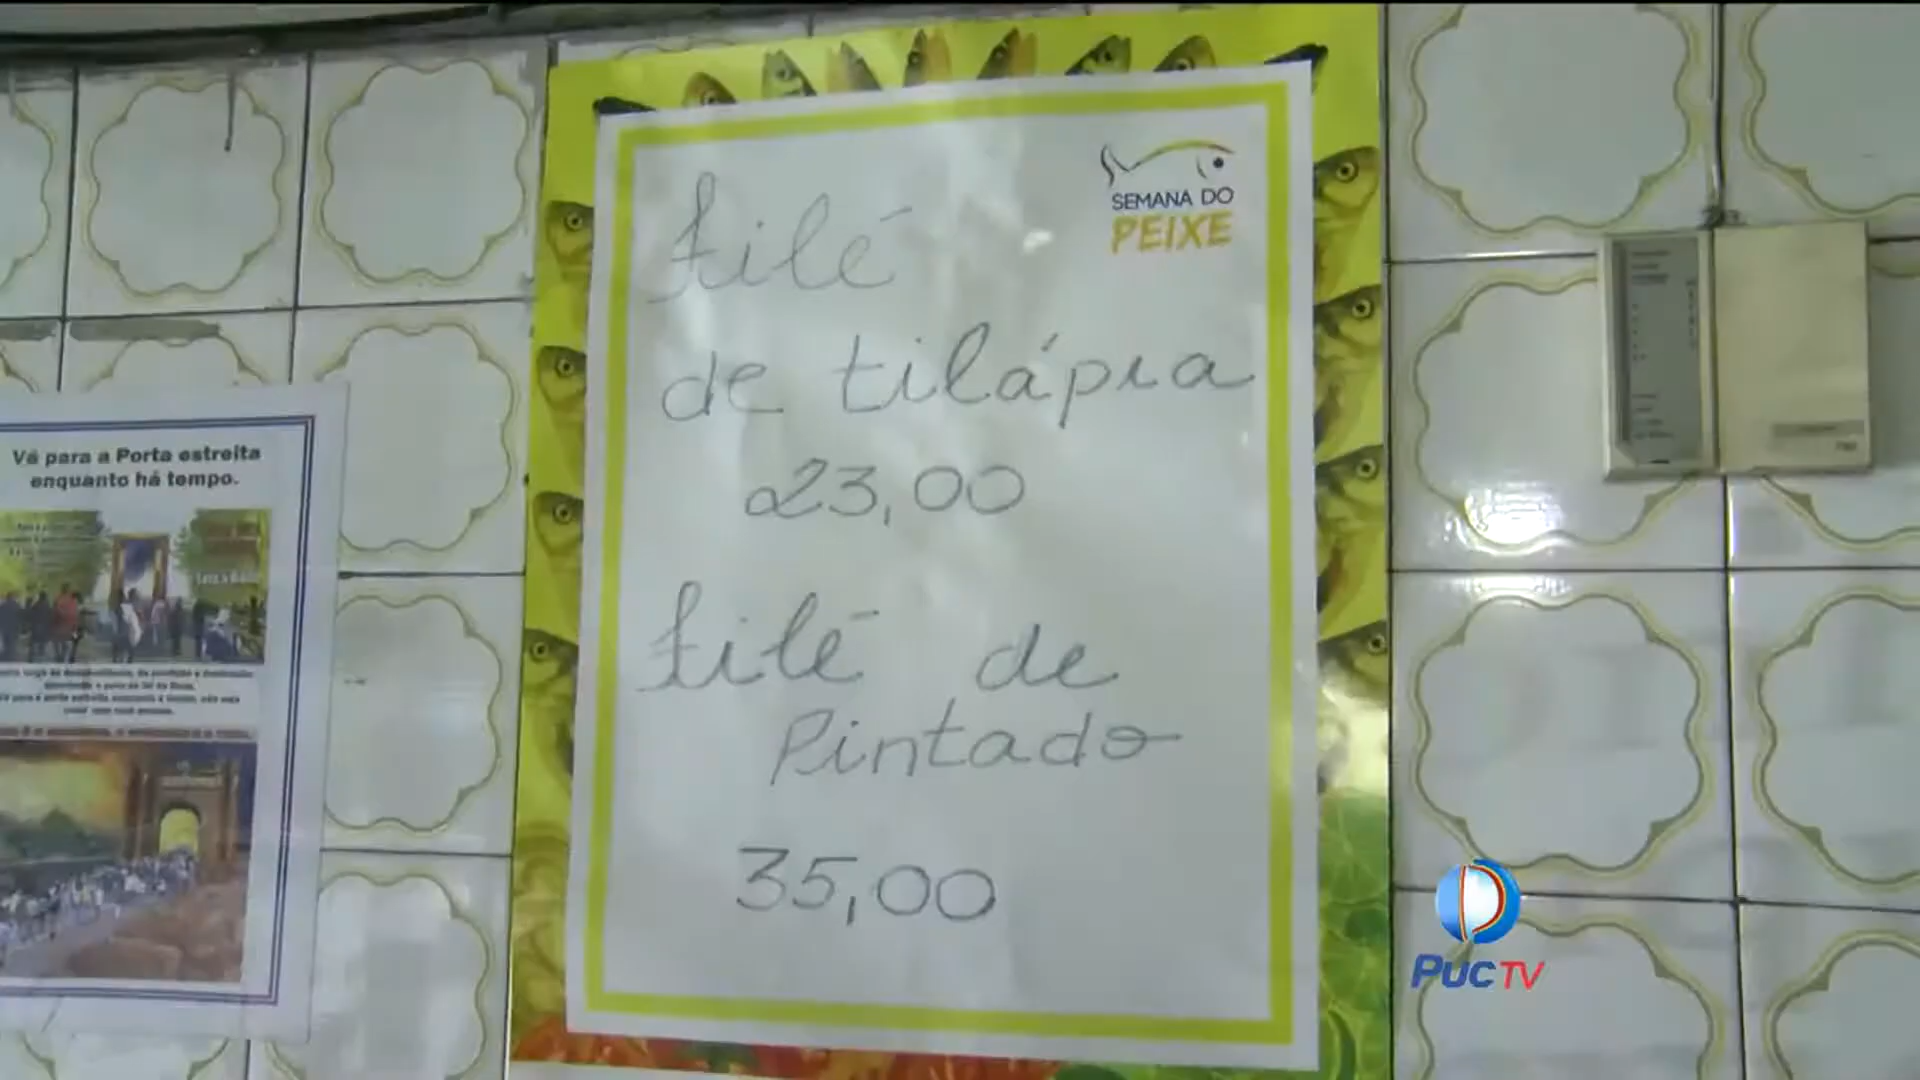 SEMANA DO
PEIXE
filé
de tilápia
23,00
filé de
Pintado
35,00
Vá para a Porta estreita
enquanto há tempo.
PUC TV